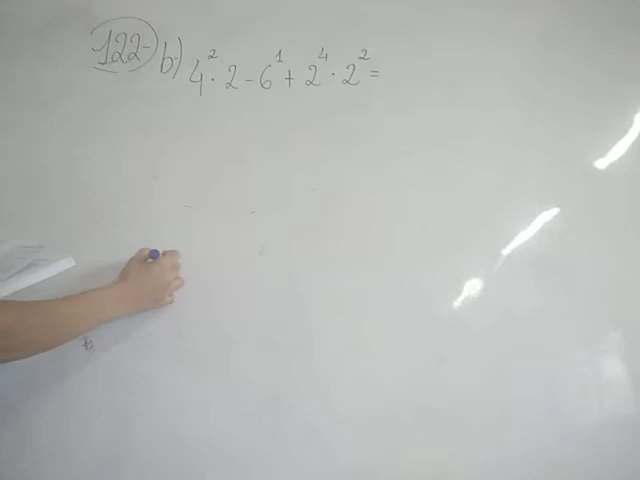 122- b) 4² · 2 - 6¹ + 2⁴ · 2² =